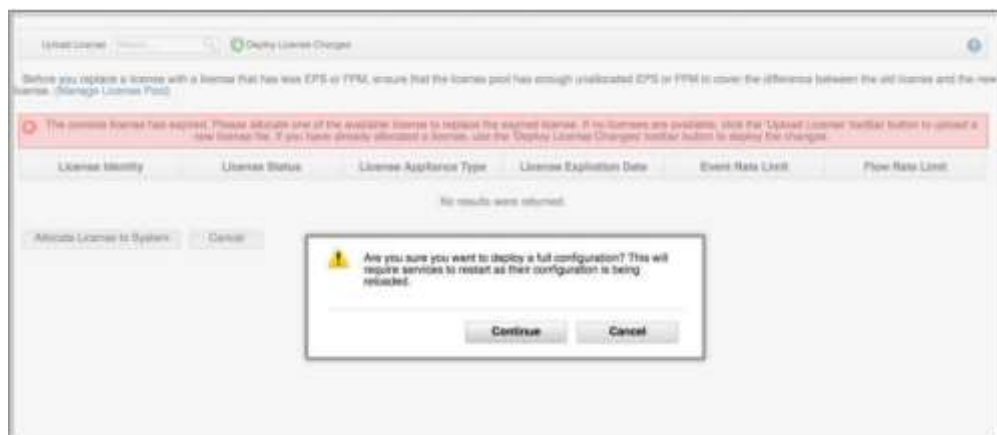 Upload License Search... Deploy License Changes
Before you replace a license with a license that has less EPS or FPM, ensure that the license pool has enough unallocated EPS or FPM to cover the difference between the old license and the new
license. (Manage License Pool)
The console license has expired. Please allocate one of the available license to replace the expired license. If no licenses are available, click the 'Upload License' toolbar button to upload a
new license file. If you have already allocated a license, use the 'Deploy License Changes' toolbar button to deploy the changes.
License Identity License Status License Appliance Type License Expiration Date Event Rate Limit Flow Rate Limit
No results were returned.
Allocate License to System Cancel
Are you sure you want to deploy a full configuration? This will
require services to restart as their configuration is being
reloaded.
Continue Cancel